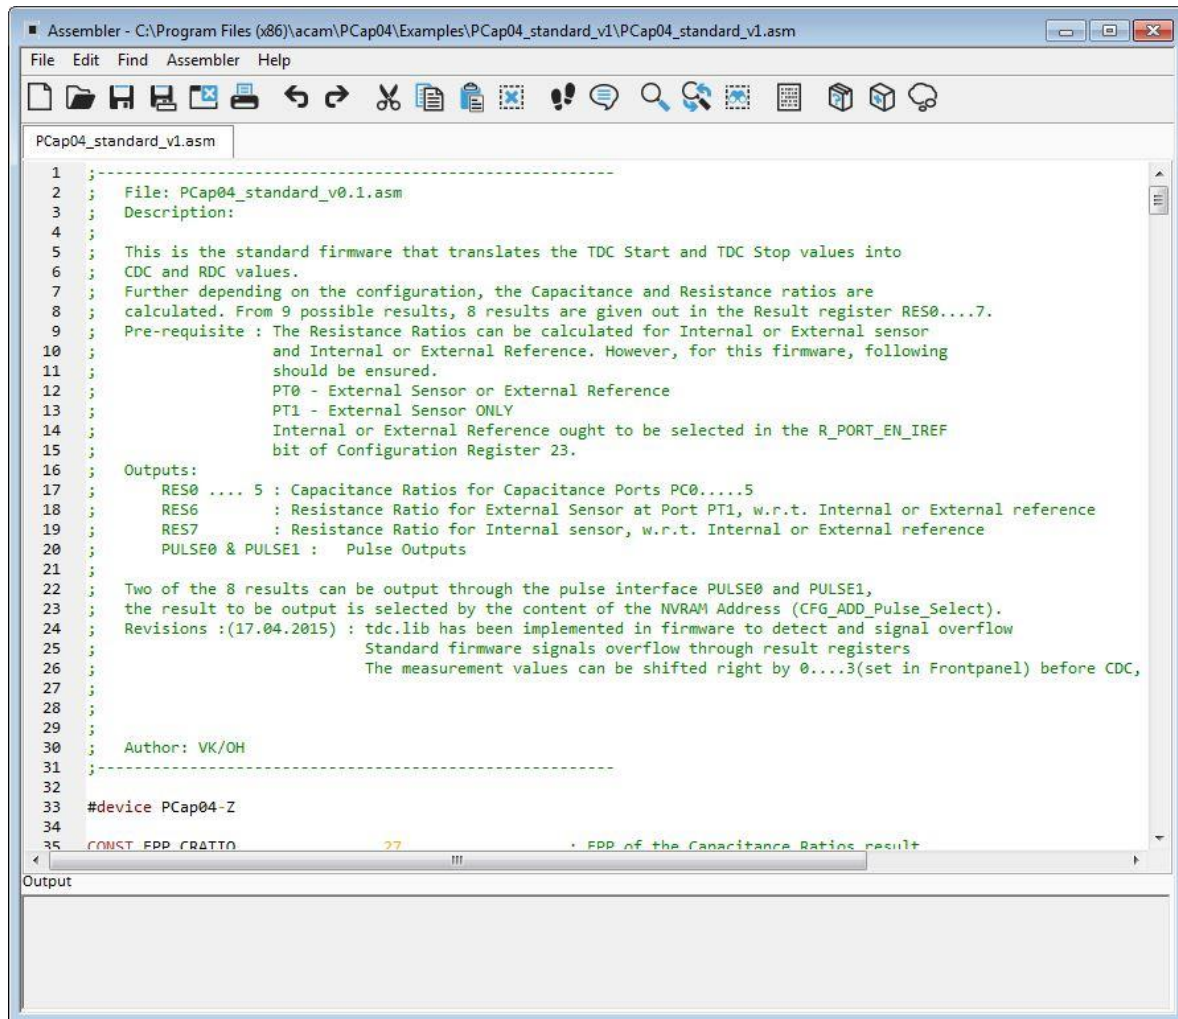 Assembler - C:\Program Files (x86)\acam\PCap04\Examples\PCap04_standard_v1\PCap04_standard_v1.asm
File Edit Find Assembler Help
PCap04_standard_v1.asm
1 ;--------------------------------------------------------
2 ; File: PCap04_standard_v0.1.asm
3 ; Description:
4 ;
5 ; This is the standard firmware that translates the TDC Start and TDC Stop values into
6 ; CDC and RDC values.
7 ; Further depending on the configuration, the Capacitance and Resistance ratios are
8 ; calculated. From 9 possible results, 8 results are given out in the Result register RES0....7.
9 ; Pre-requisite : The Resistance Ratios can be calculated for Internal or External sensor
10 ; and Internal or External Reference. However, for this firmware, following
11 ; should be ensured.
12 ; PT0 - External Sensor or External Reference
13 ; PT1 - External Sensor ONLY
14 ; Internal or External Reference ought to be selected in the R_PORT_EN_IREF
15 ; bit of Configuration Register 23.
16 ; Outputs:
17 ; RES0 .... 5 : Capacitance Ratios for Capacitance Ports PC0.....5
18 ; RES6 : Resistance Ratio for External Sensor at Port PT1, w.r.t. Internal or External reference
19 ; RES7 : Resistance Ratio for Internal sensor, w.r.t. Internal or External reference
20 ; PULSE0 & PULSE1 : Pulse Outputs
21 ;
22 ; Two of the 8 results can be output through the pulse interface PULSE0 and PULSE1,
23 ; the result to be output is selected by the content of the NVRAM Address (CFG_ADD_Pulse_Select).
24 ; Revisions :(17.04.2015) : tdc.lib has been implemented in firmware to detect and signal overflow
25 ; Standard firmware signals overflow through result registers
26 ; The measurement values can be shifted right by 0....3(set in Frontpanel) before CDC,
27 ;
28 ;
29 ;
30 ; Author: VK/OH
31 ;--------------------------------------------------------
32
33 #device PCap04-Z
34
35 CONST FPP_CRATIO 27 ; FPP of the Capacitance Ratios result
Output